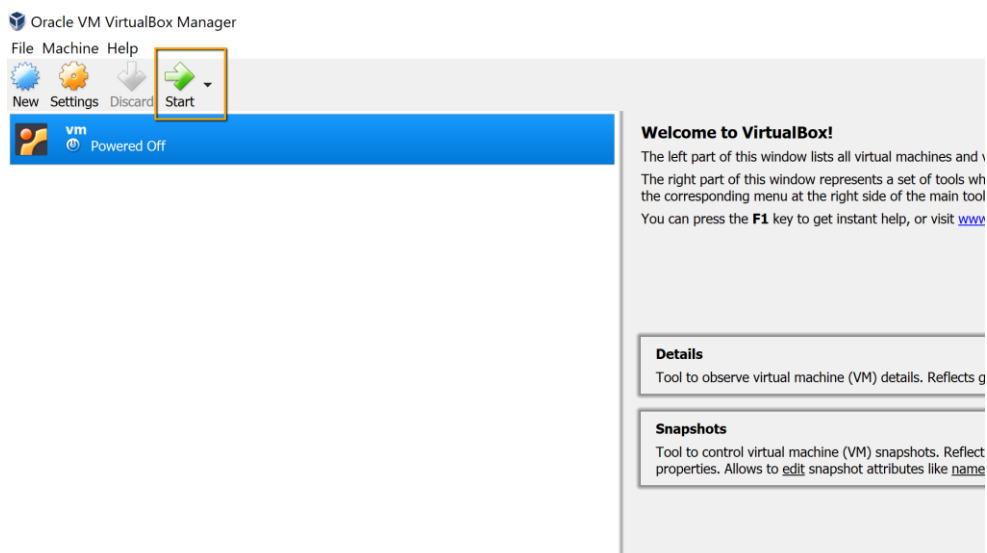 Oracle VM VirtualBox Manager
File Machine Help
New Settings Discard Start
vm
Powered Off
Welcome to VirtualBox!
The left part of this window lists all virtual machines and
The right part of this window represents a set of tools
the corresponding menu at the right side of the main
You can press the F1 key to get instant help, or visit
Details
Tool to observe virtual machine (VM) details. Reflects
Snapshots
Tool to control virtual machine (VM) snapshots. Reflect
properties. Allows to edit snapshot attributes like name